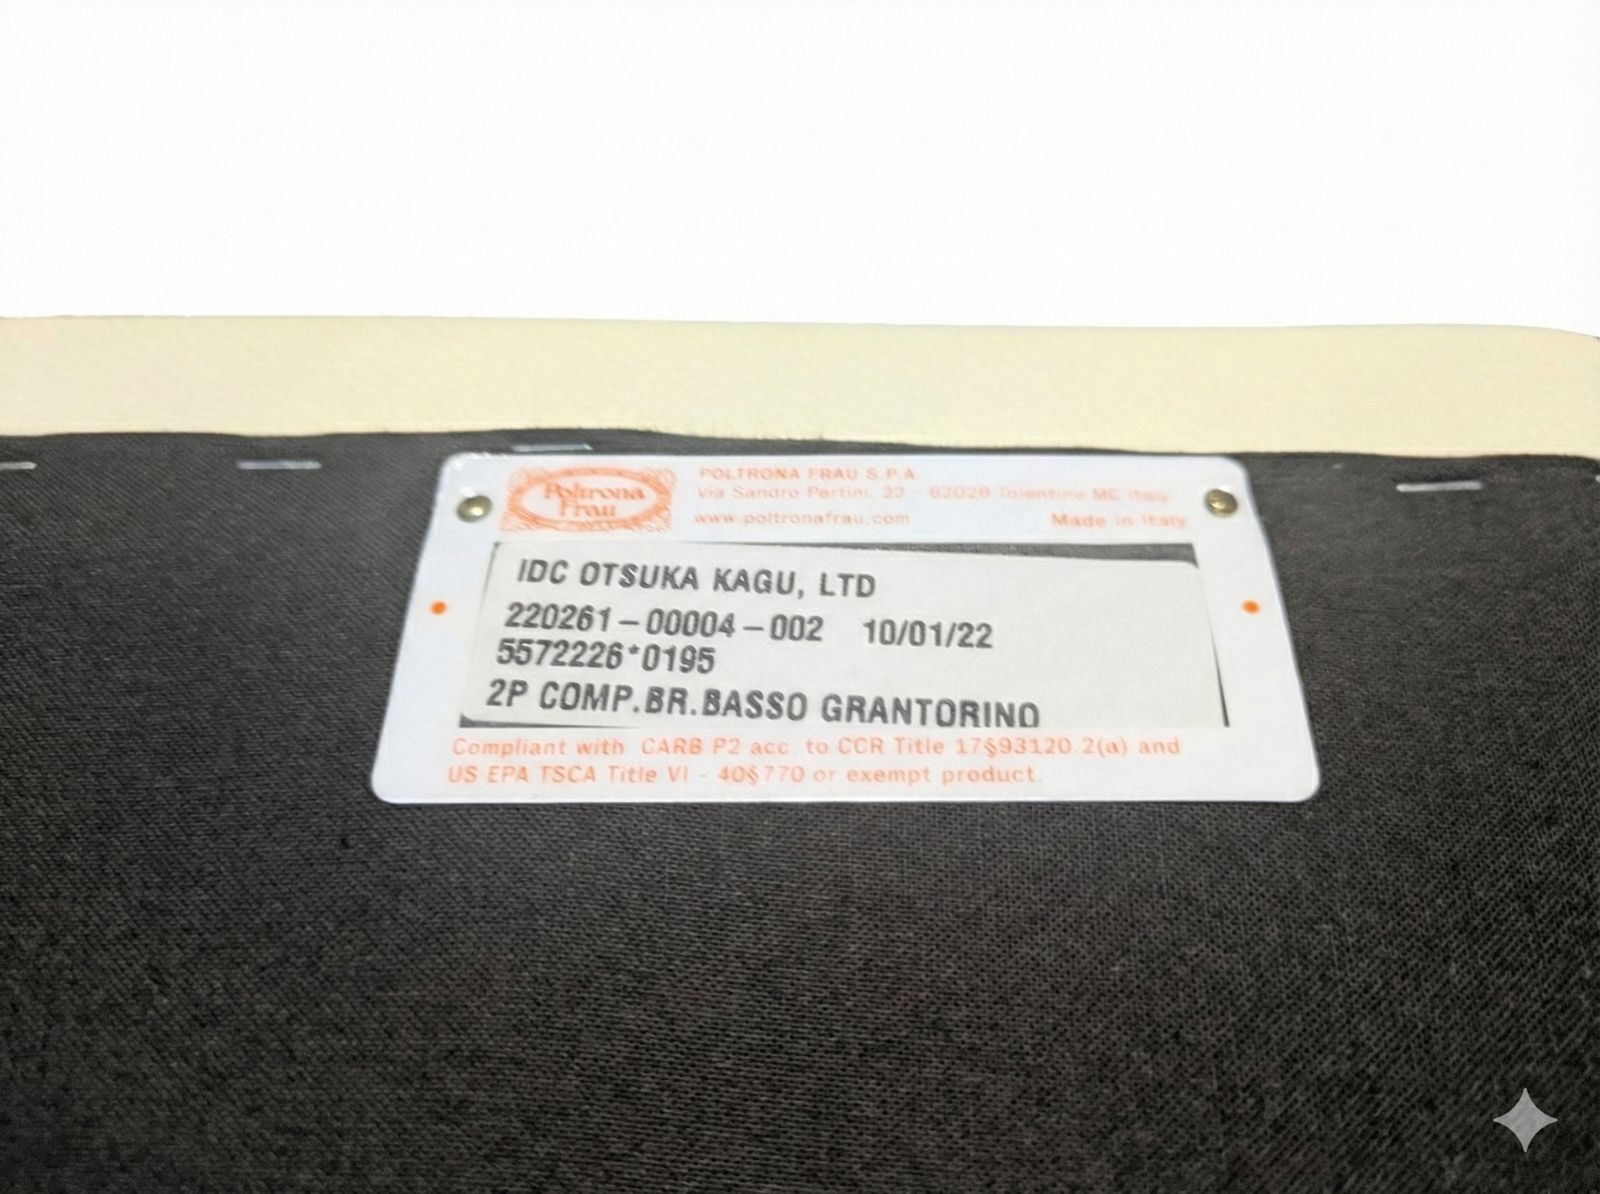 Poltrona
Frau
POLTRONA FRAU S.P.A.
Via Sandro Pertini, 22 - 62029 Tolentino MC Italy
www.poltronafrau.com Made in Italy
IDC OTSUKA KAGU, LTD
220261-00004-002 10/01/22
5572226*0195
2P COMP.BR.BASSO GRANTORINO
Compliant with CARB P2 acc. to CCR Title 17§93120.2(a) and
US EPA TSCA Title VI - 40§770 or exempt product.